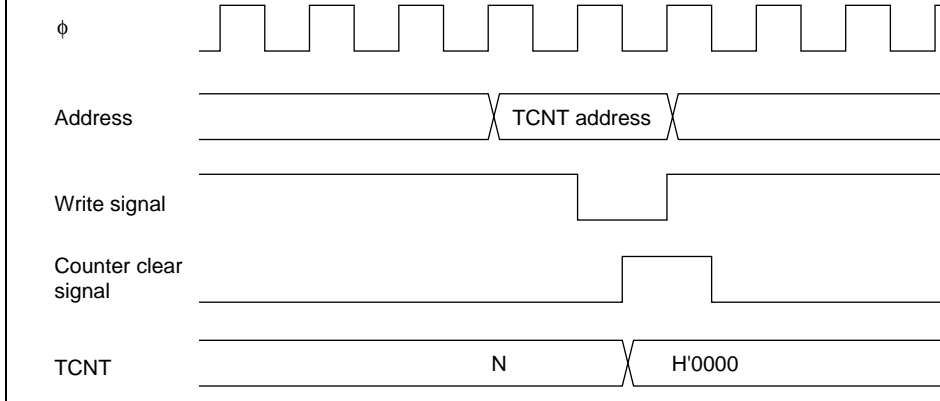 ϕ
Address
TCNT address
Write signal
Counter clear
signal
TCNT
N
H'0000